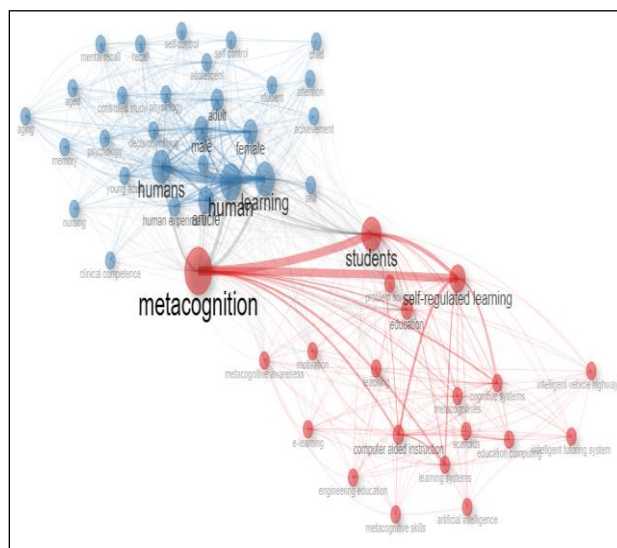 self-control
self control
child
mental recall
recall
adolescent
aged
controlled study
psychology
student
attention
adult
aging
achievement
male
decision making
female
memory
psychology
humans
young adult
human
learning
skill
nursing
human experiment
article
clinical competence
students
metacognition
problem solving
self-regulated learning
education
motivation
metacognitive awareness
learning
cognitive systems
intelligent vehicle highway
metacognitives
e-learning
computer aided instruction
scaffolds
education computing
intelligent tutoring system
engineering education
learning systems
metacognitive skills
artificial intelligence